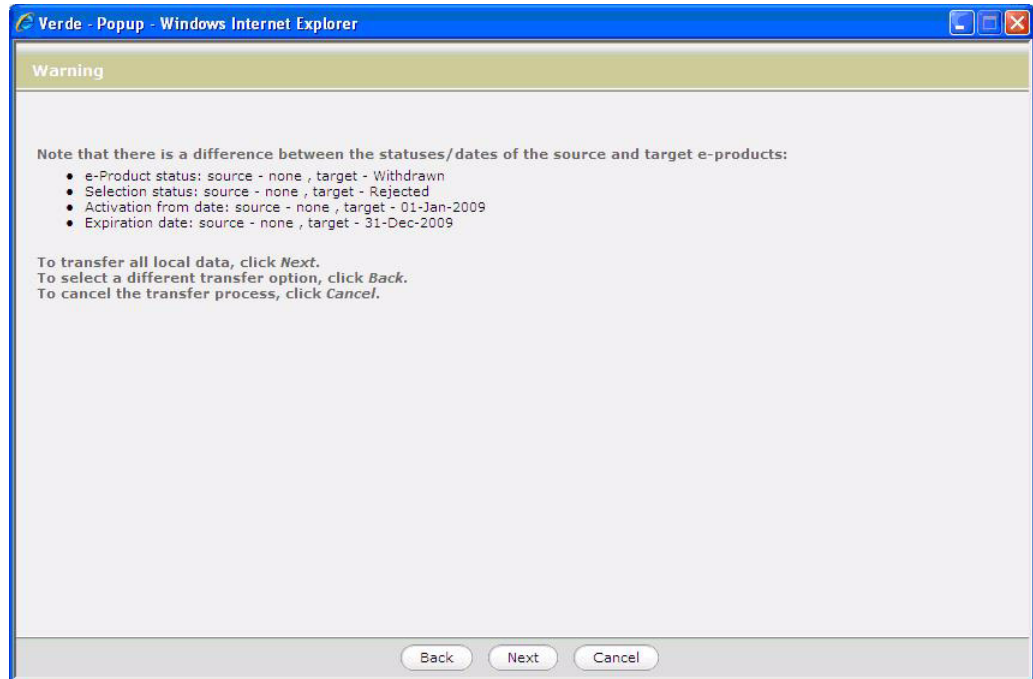 Verde - Popup - Windows Internet Explorer
Warning
Note that there is a difference between the statuses/dates of the source and target e-products:
• e-Product status: source - none , target - Withdrawn
• Selection status: source - none , target - Rejected
• Activation from date: source - none , target - 01-Jan-2009
• Expiration date: source - none , target - 31-Dec-2009
To transfer all local data, click Next.
To select a different transfer option, click Back.
To cancel the transfer process, click Cancel.
Back Next Cancel